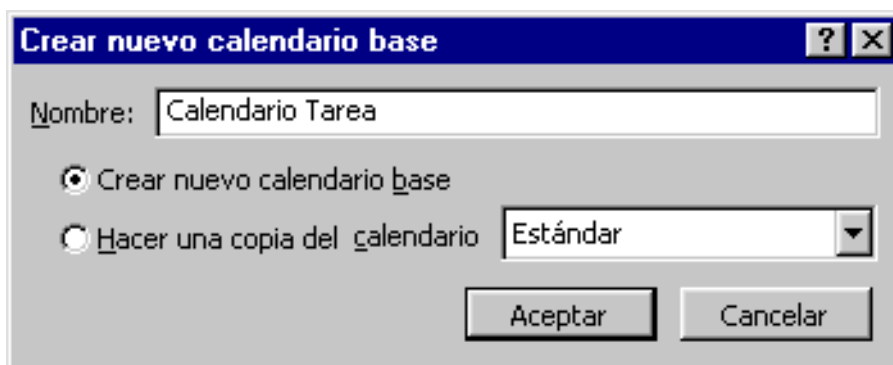 Crear nuevo calendario base
Nombre: Calendario Tarea
Crear nuevo calendario base
Hacer una copia del calendario Estándar
Aceptar Cancelar